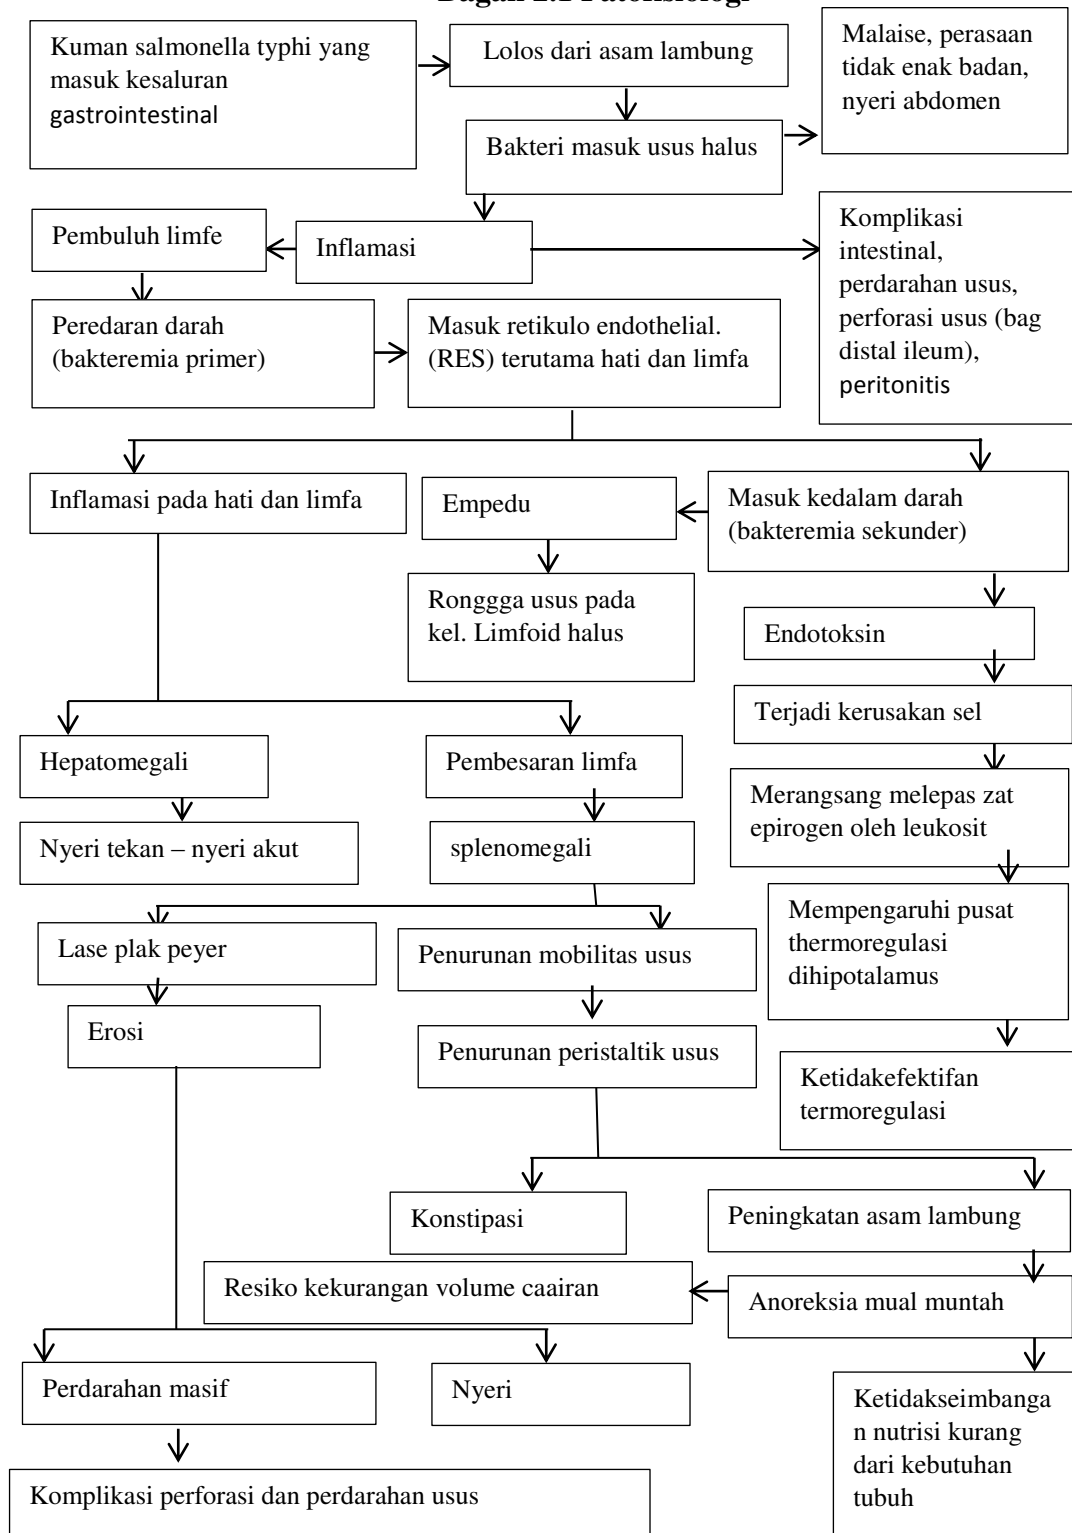 Bagan 2.1 Patofisiologi
Kuman salmonella typhi yang
masuk kesaluran
gastrointestinal
Lolos dari asam lambung
Malaise, perasaan
tidak enak badan,
nyeri abdomen
Bakteri masuk usus halus
Pembuluh limfe
Inflamasi
Komplikasi
intestinal,
perdarahan usus,
perforasi usus (bag
distal ileum),
peritonitis
Peredaran darah
(bakteremia primer)
Masuk retikulo endothelial.
(RES) terutama hati dan limfa
Inflamasi pada hati dan limfa
Empedu
Masuk kedalam darah
(bakteremia sekunder)
Ronggga usus pada
kel. Limfoid halus
Endotoksin
Terjadi kerusakan sel
Hepatomegali
Pembesaran limfa
Merangsang melepas zat
epirogen oleh leukosit
Nyeri tekan – nyeri akut
splenomegali
Mempengaruhi pusat
thermoregulasi
dihipotalamus
Lase plak peyer
Penurunan mobilitas usus
Erosi
Penurunan peristaltik usus
Ketidakefektifan
termoregulasi
Konstipasi
Peningkatan asam lambung
Resiko kekurangan volume caairan
Anoreksia mual muntah
Perdarahan masif
Nyeri
Ketidakseimbanga
n nutrisi kurang
dari kebutuhan
tubuh
Komplikasi perforasi dan perdarahan usus